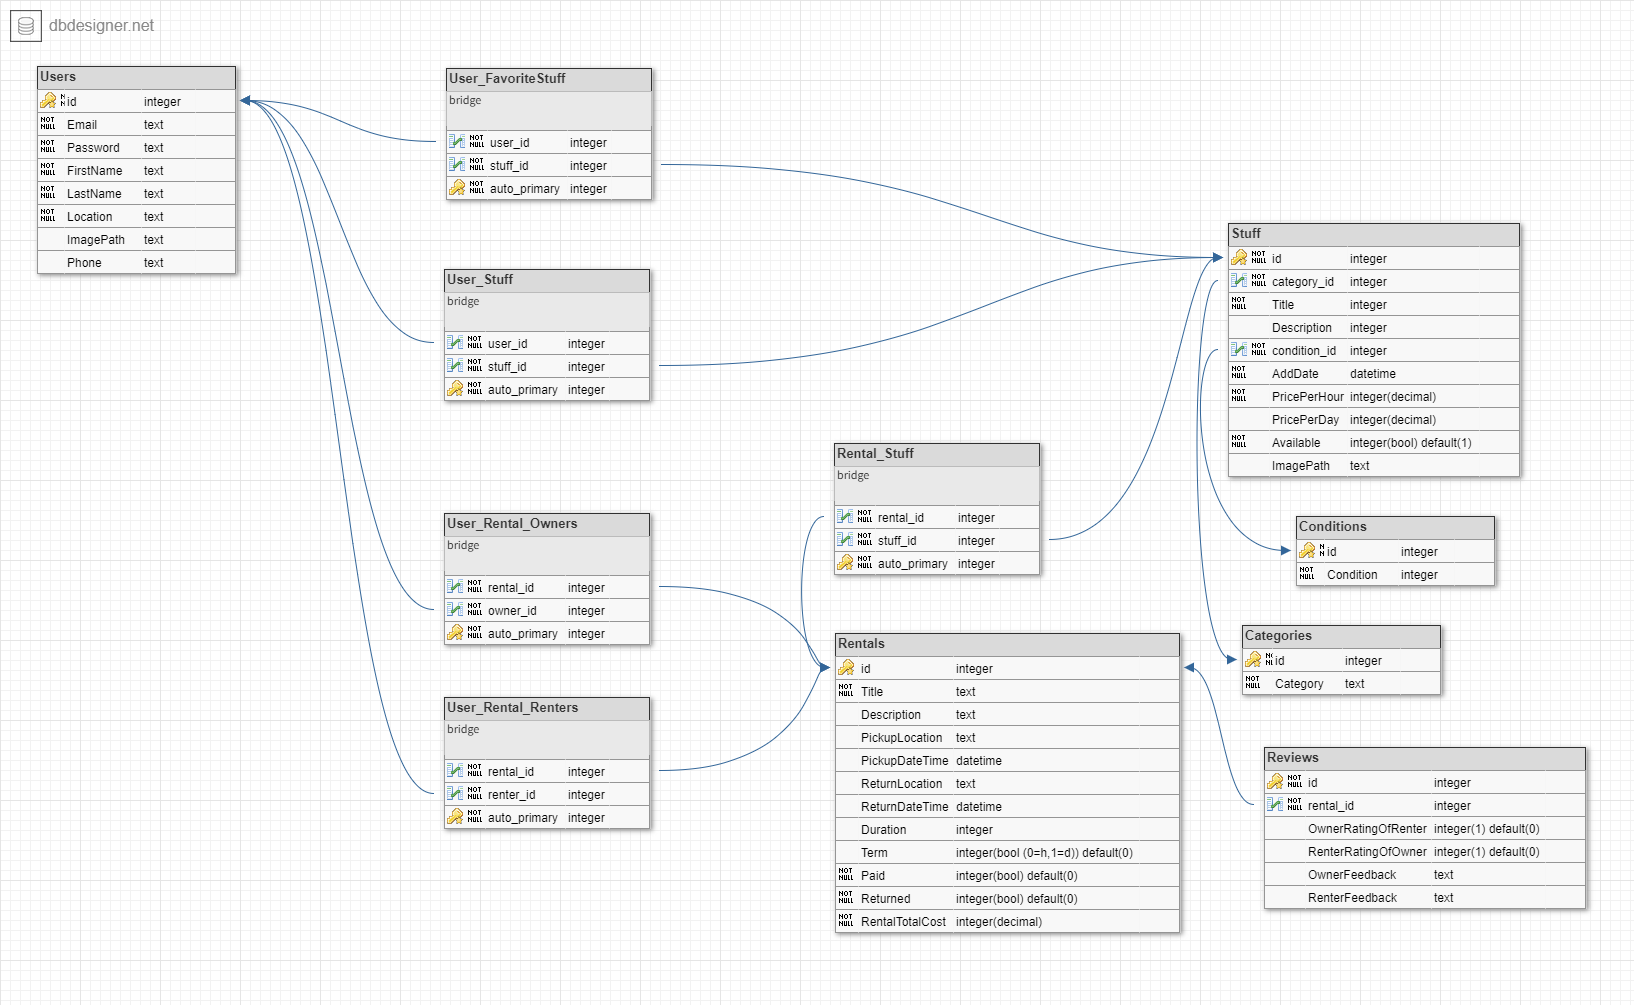 dbdesigner.net
Users
NN id integer
NOT NULL Email text
NOT NULL Password text
NOT NULL FirstName text
NOT NULL LastName text
NOT NULL Location text
ImagePath text
Phone text
User_FavoriteStuff
bridge
NOT NULL user_id integer
NOT NULL stuff_id integer
NOT NULL auto_primary integer
User_Stuff
bridge
NOT NULL user_id integer
NOT NULL stuff_id integer
NOT NULL auto_primary integer
User_Rental_Owners
bridge
NOT NULL rental_id integer
NOT NULL owner_id integer
NOT NULL auto_primary integer
User_Rental_Renters
bridge
NOT NULL rental_id integer
NOT NULL renter_id integer
NOT NULL auto_primary integer
Rental_Stuff
bridge
NOT NULL rental_id integer
NOT NULL stuff_id integer
NOT NULL auto_primary integer
Rentals
id integer
NOT NULL Title text
Description text
PickupLocation text
PickupDateTime datetime
ReturnLocation text
ReturnDateTime datetime
Duration integer
Term integer(bool (0=h,1=d)) default(0)
NOT NULL Paid integer(bool) default(0)
NOT NULL Returned integer(bool) default(0)
NOT NULL RentalTotalCost integer(decimal)
Stuff
NOT NULL id integer
NOT NULL category_id integer
NOT NULL Title integer
Description integer
NOT NULL condition_id integer
NOT NULL AddDate datetime
NOT NULL PricePerHour integer(decimal)
PricePerDay integer(decimal)
NOT NULL Available integer(bool) default(1)
ImagePath text
Conditions
NN id integer
NOT NULL Condition integer
Categories
id integer
NOT NULL Category text
Reviews
NOT NULL id integer
NOT NULL rental_id integer
OwnerRatingOfRenter integer(1) default(0)
RenterRatingOfOwner integer(1) default(0)
OwnerFeedback text
RenterFeedback text